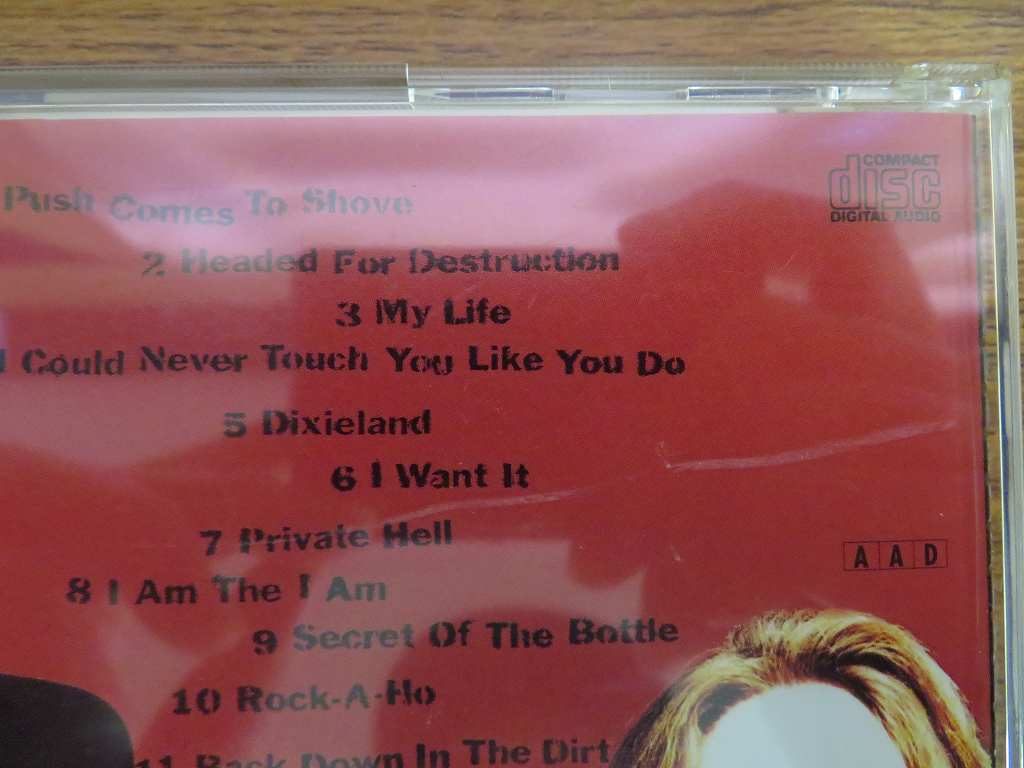 Push Comes To Shove
COMPACT
disc
DIGITAL AUDIO
2 Headed For Destruction
3 My Life
I Could Never Touch You Like You Do
5 Dixieland
6 I Want It
7 Private Hell
A A D
8 I Am The I Am
9 Secret Of The Bottle
10 Rock-A-Ho
11 Back Down In The Dirt